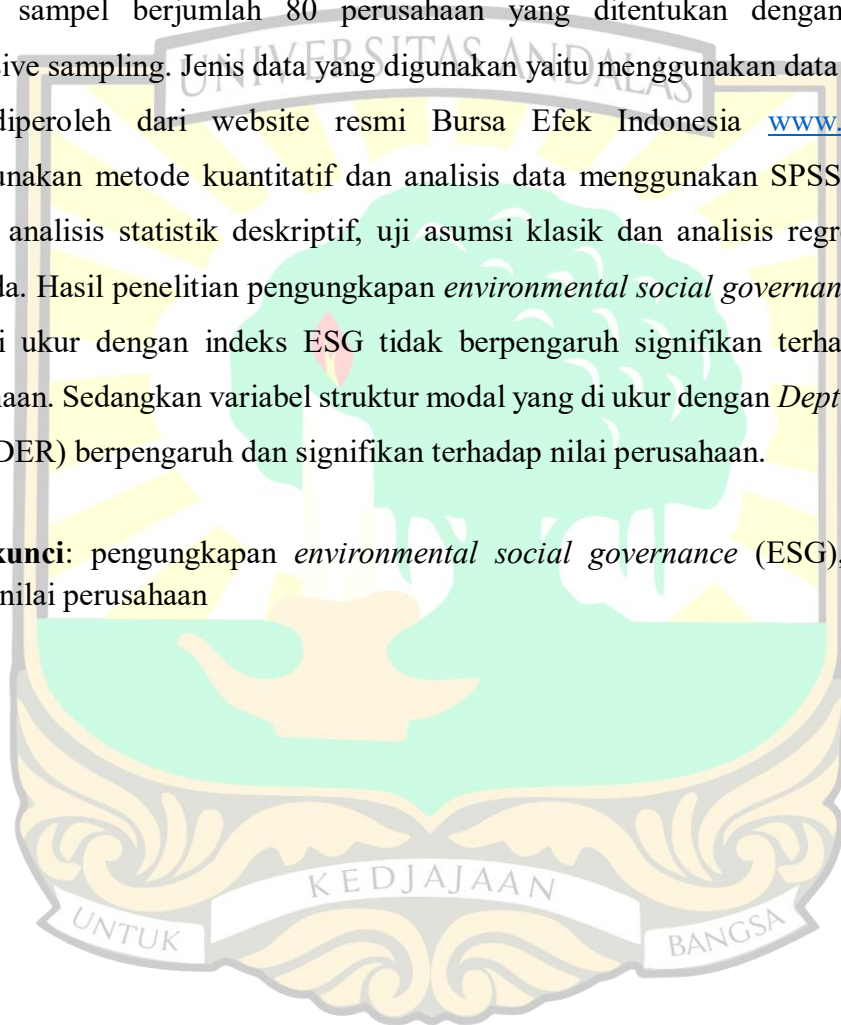 sampel berjumlah 80 perusahaan yang ditentukan dengan
sive sampling. Jenis data yang digunakan yaitu menggunakan data
diperoleh dari website resmi Bursa Efek Indonesia www.
unakan metode kuantitatif dan analisis data menggunakan SPSS
analisis statistik deskriptif, uji asumsi klasik dan analisis regre
da. Hasil penelitian pengungkapan environmental social governan
i ukur dengan indeks ESG tidak berpengaruh signifikan terha
haan. Sedangkan variabel struktur modal yang di ukur dengan Dept
DER) berpengaruh dan signifikan terhadap nilai perusahaan.
kunci: pengungkapan environmental social governance (ESG),
nilai perusahaan
UNIVERSITAS ANDALAS
KEDJAJAAN
UNTUK
BANGSA